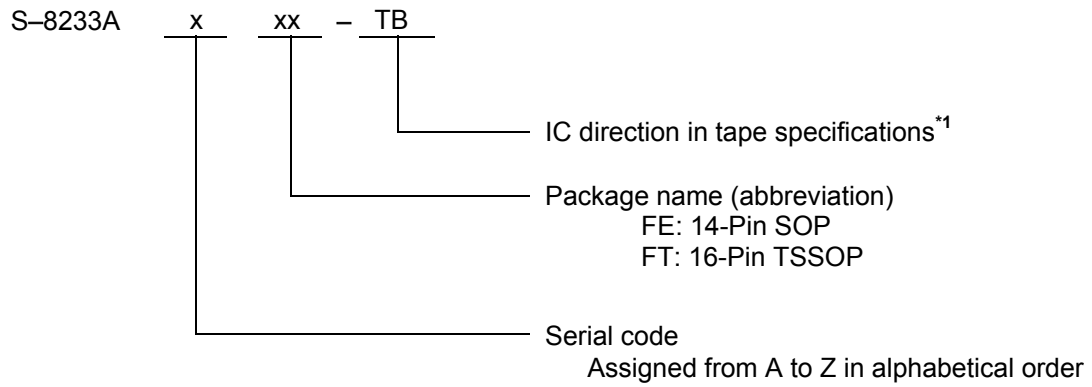 S–8233A x xx – TB
IC direction in tape specifications*1
Package name (abbreviation)
FE: 14-Pin SOP
FT: 16-Pin TSSOP
Serial code
Assigned from A to Z in alphabetical order